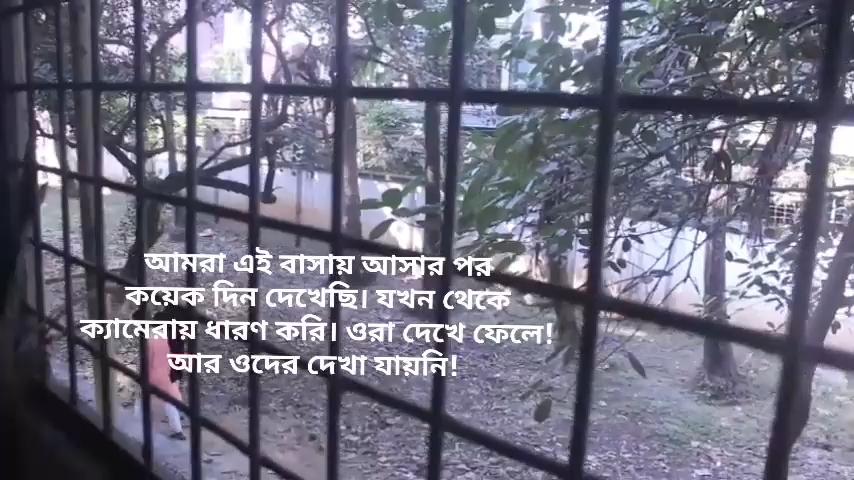 আমরা এই বাসায় আসার পর
কয়েক দিন দেখেছি। যখন থেকে
ক্যামেরায় ধারণ করি। ওরা দেখে ফেলে!
আর ওদের দেখা যায়নি!